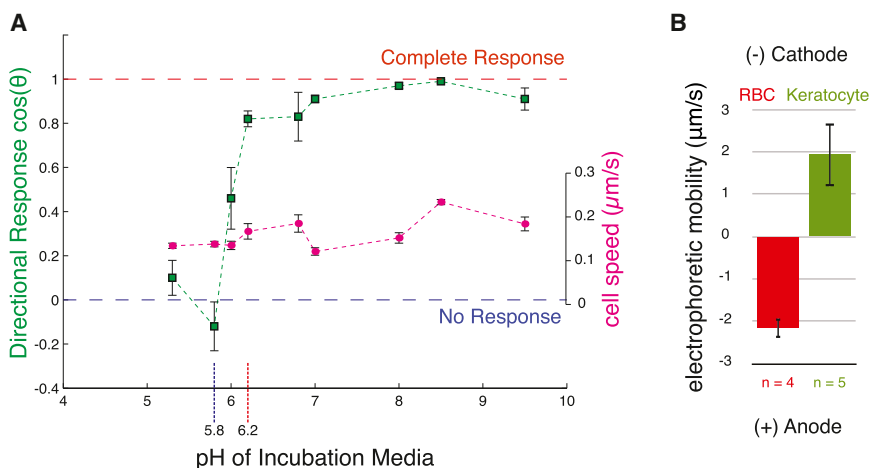 A
Directional Response cos(θ)
1
0.8
0.6
0.4
0.2
0
-0.2
-0.4
Complete Response
No Response
0.3
0.2
0.1
0
cell speed (µm/s)
4 5 6 7 8 9 10
5.8 6.2
pH of Incubation Media
B
(-) Cathode
RBC Keratocyte
electrophoretic mobility (µm/s)
3
2
1
0
-1
-2
-3
n = 4 n = 5
(+) Anode